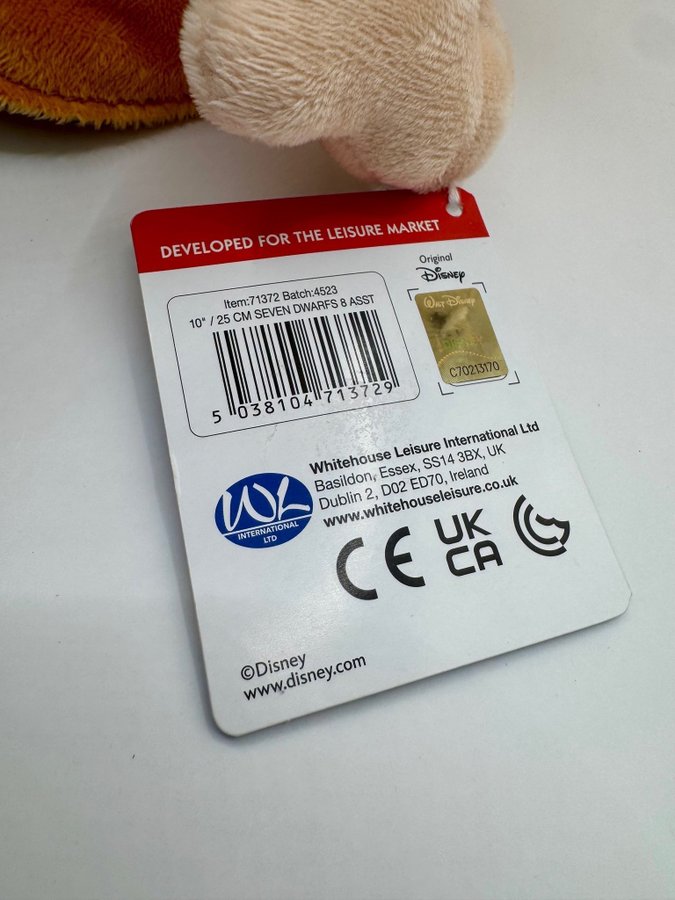 DEVELOPED FOR THE LEISURE MARKET
Original
Disney
Item:71372 Batch:4523
10" / 25 CM SEVEN DWARFS 8 ASST
5 038104 713729
WALT DISNEY
C70213170
Whitehouse Leisure International Ltd
Basildon, Essex, SS14 3BX, UK
Dublin 2, D02 ED70, Ireland
www.whitehouseleisure.co.uk
WL
INTERNATIONAL
LTD
CE
UK
CA
©Disney
www.disney.com